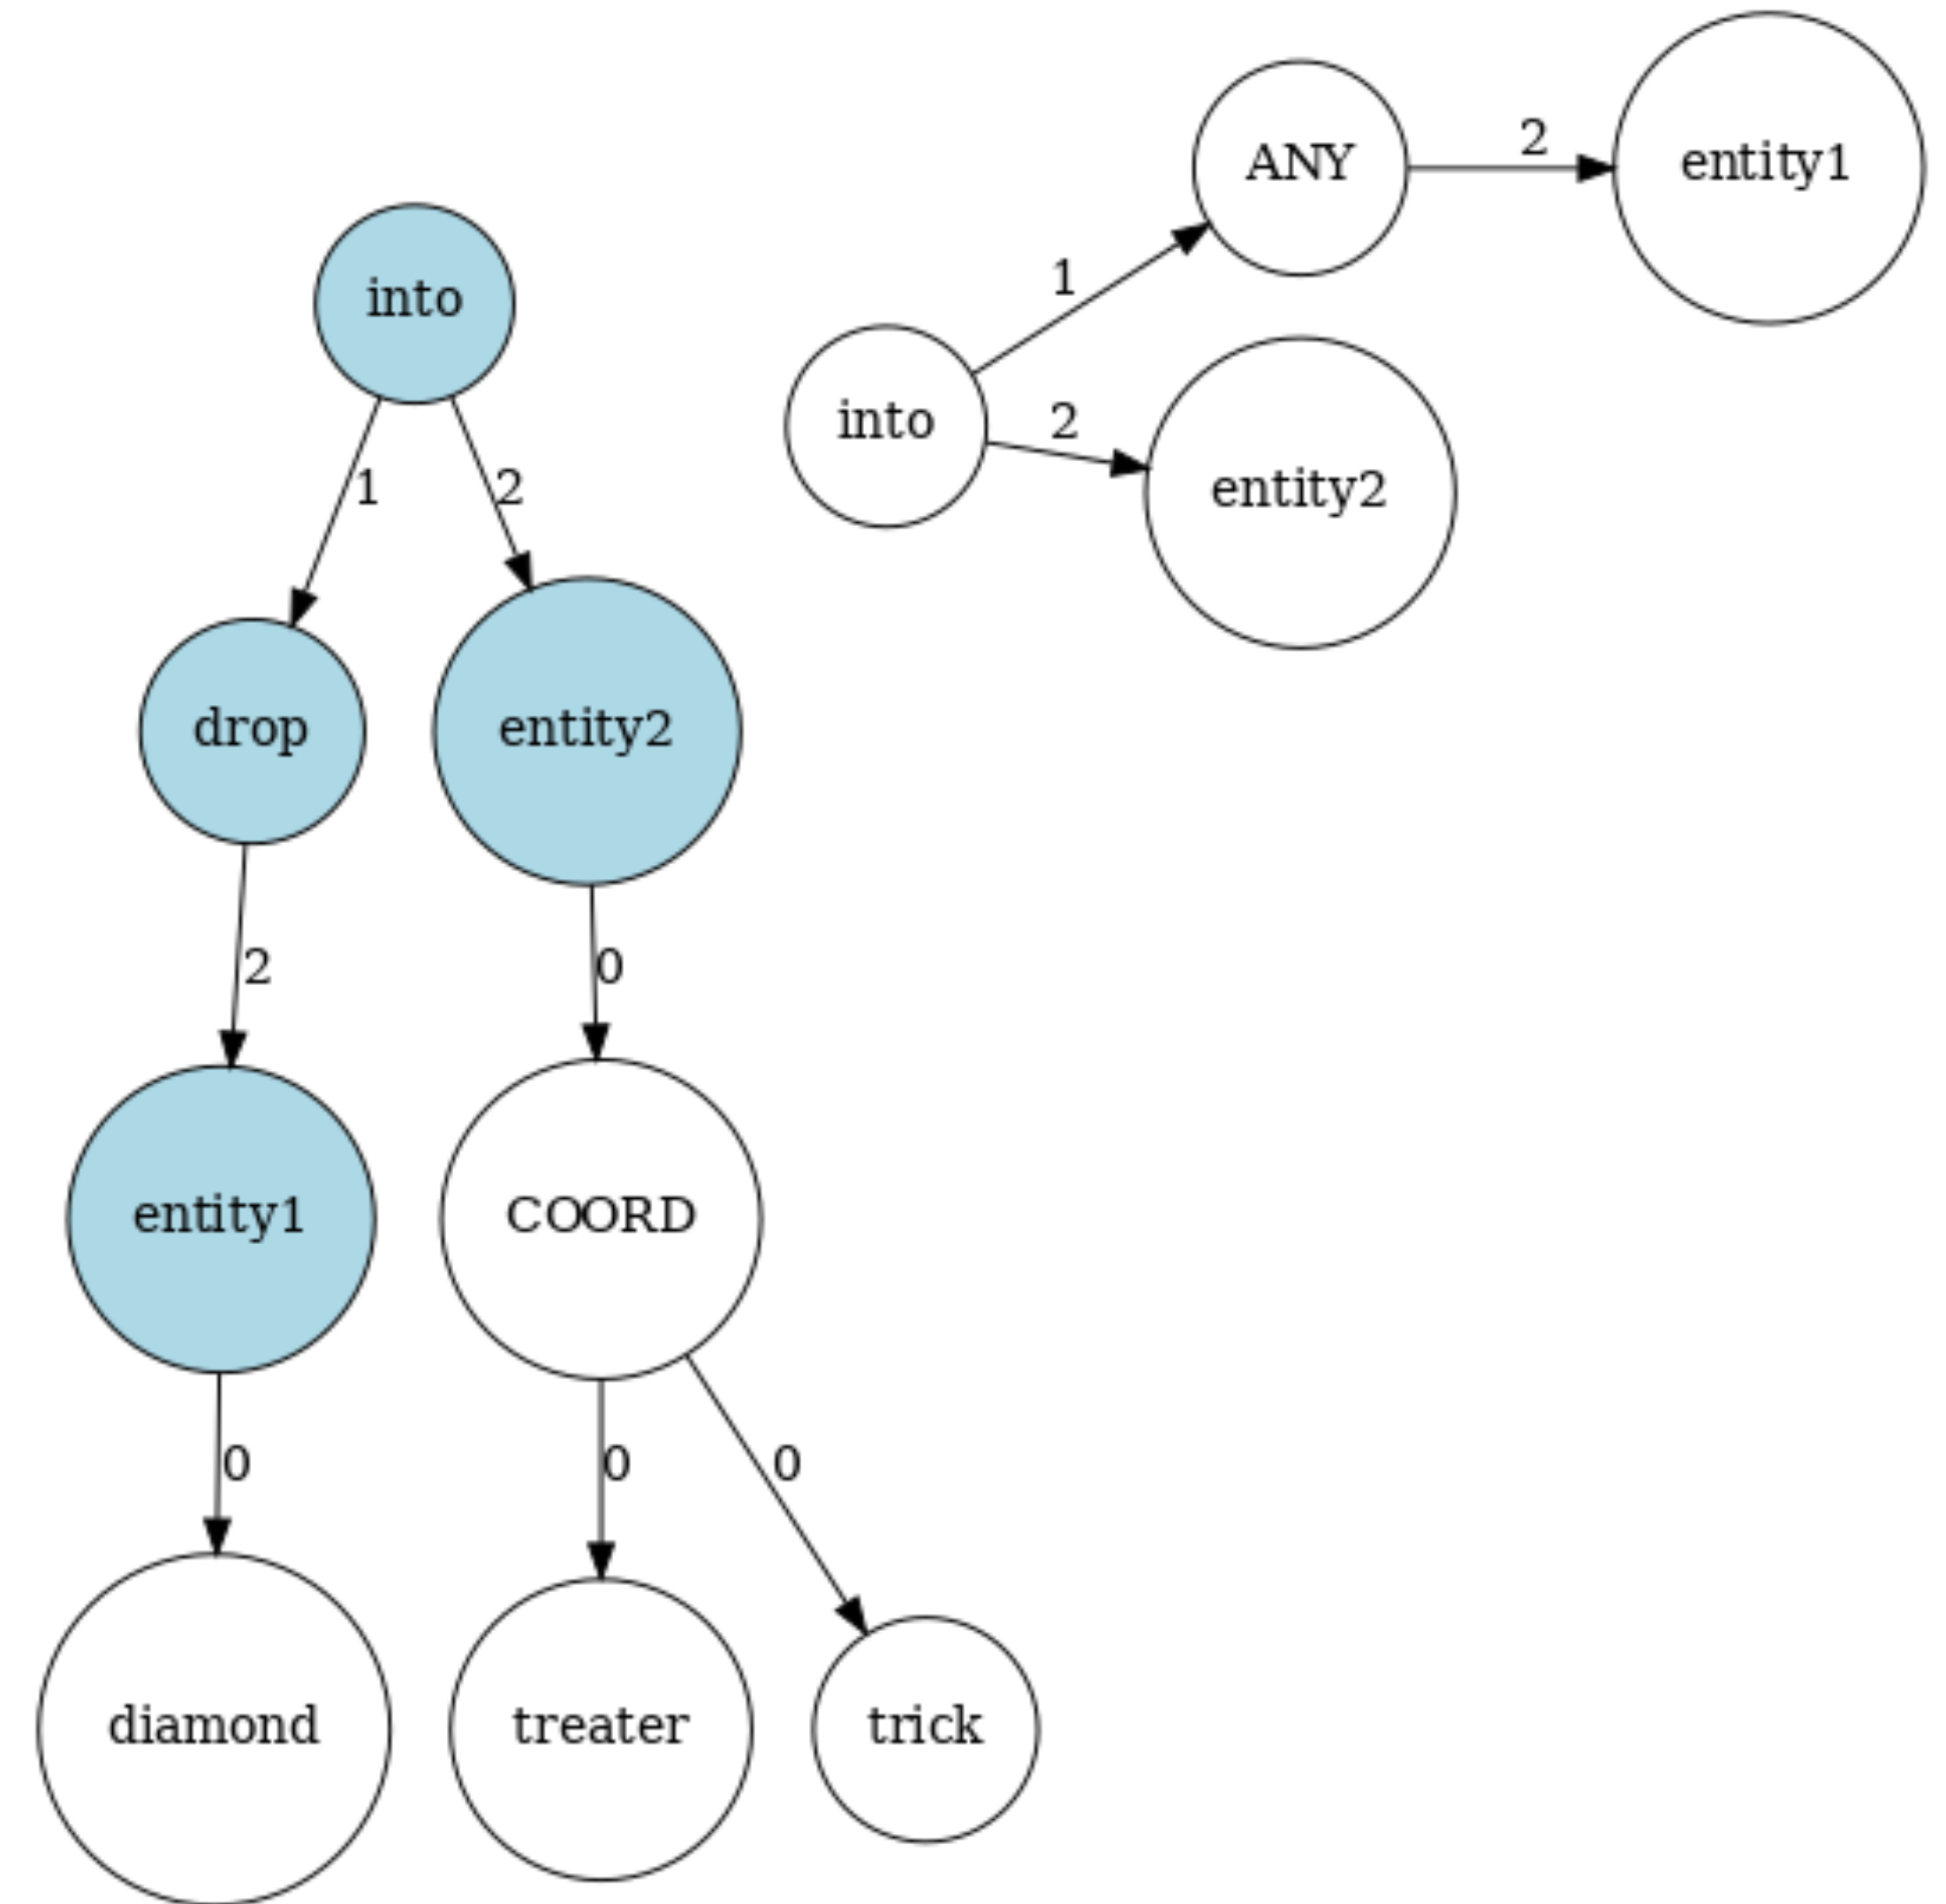 ANY
2
entity1
into
1
into
2
entity2
1
2
drop
entity2
2
0
entity1
COORD
0
0
0
diamond
treater
trick